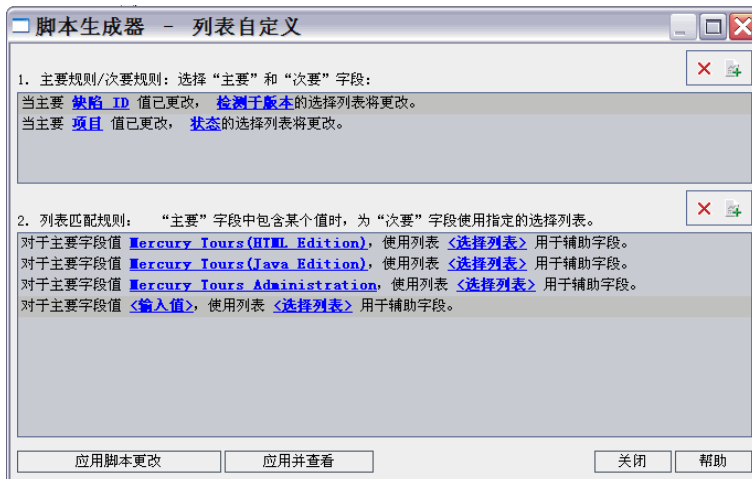 脚本生成器 - 列表自定义
1. 主要规则/次要规则: 选择“主要”和“次要”字段:
当主要 缺陷 ID 值已更改， 检测于版本的选择列表将更改。
当主要 项目 值已更改， 状态的选择列表将更改。
2. 列表匹配规则: “主要”字段中包含某个值时，为“次要”字段使用指定的选择列表。
对于主要字段值 Mercury Tours(HTML Edition)，使用列表 <选择列表> 用于辅助字段。
对于主要字段值 Mercury Tours(Java Edition)，使用列表 <选择列表> 用于辅助字段。
对于主要字段值 Mercury Tours Administration，使用列表 <选择列表> 用于辅助字段。
对于主要字段值 <输入值>，使用列表 <选择列表> 用于辅助字段。
应用脚本更改 应用并查看 关闭 帮助